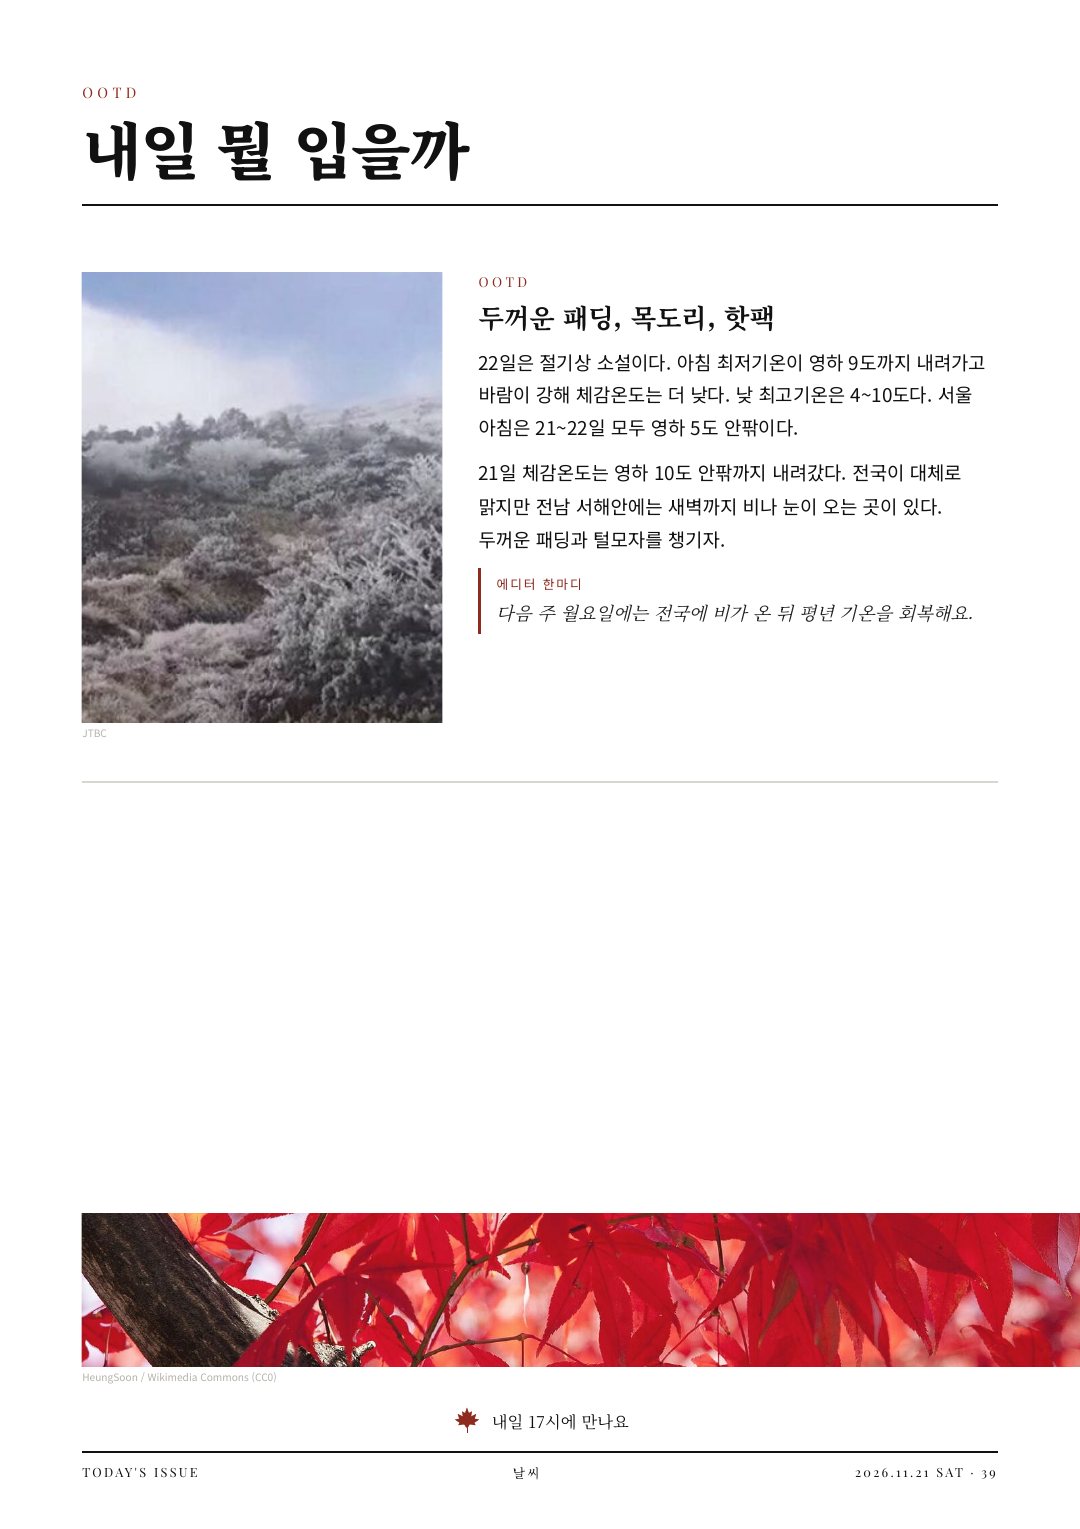 OOTD
내일 뭘 입을까
OOTD
두꺼운 패딩, 목도리, 핫팩
22일은 절기상 소설이다. 아침 최저기온이 영하 9도까지 내려가고
바람이 강해 체감온도는 더 낮다. 낮 최고기온은 4~10도다. 서울
아침은 21~22일 모두 영하 5도 안팎이다.
21일 체감온도는 영하 10도 안팎까지 내려갔다. 전국이 대체로
맑지만 전남 서해안에는 새벽까지 비나 눈이 오는 곳이 있다.
두꺼운 패딩과 털모자를 챙기자.
에디터 한마디
다음 주 월요일에는 전국에 비가 온 뒤 평년 기온을 회복해요.
JTBC
HeungSoon / Wikimedia Commons (CC0)
내일 17시에 만나요
TODAY'S ISSUE
날씨
2026.11.21 SAT · 39